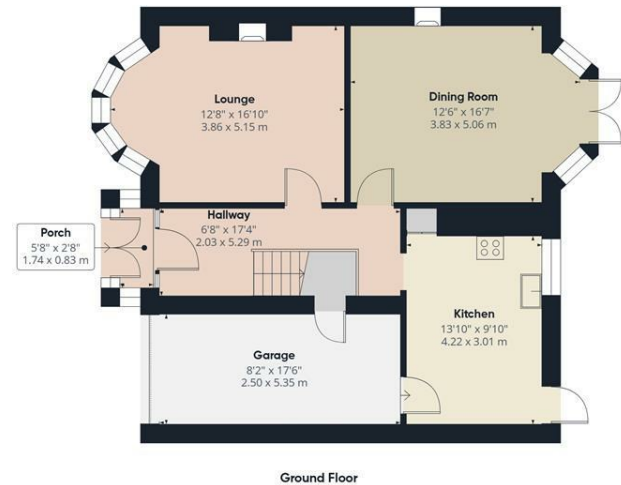 Lounge
12'8" x 16'10"
3.86 x 5.15 m
Dining Room
12'6" x 16'7"
3.83 x 5.06 m
Porch
5'8" x 2'8"
1.74 x 0.83 m
Hallway
6'8" x 17'4"
2.03 x 5.29 m
Kitchen
13'10" x 9'10"
4.22 x 3.01 m
Garage
8'2" x 17'6"
2.50 x 5.35 m
Ground Floor